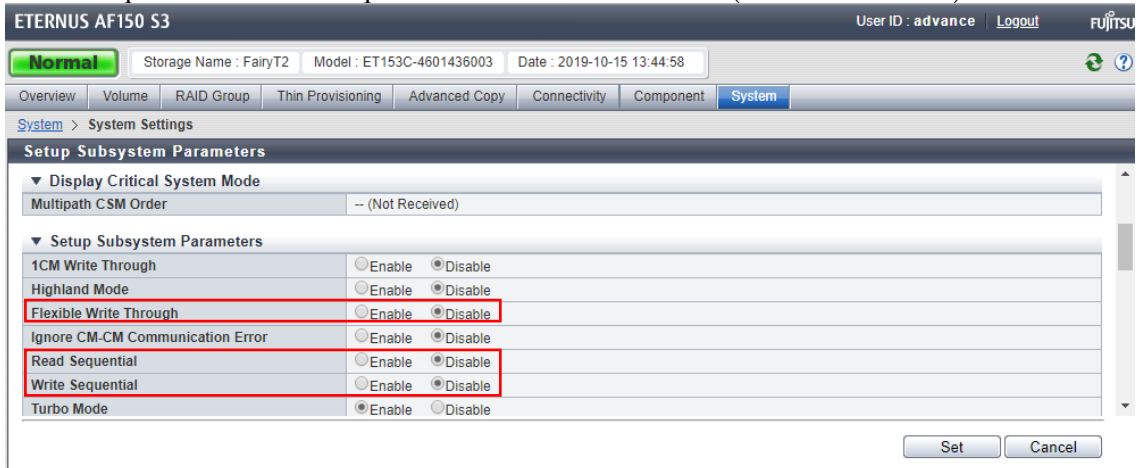 ETERNUS AF150 S3 User ID : advance Logout FUJITSU
Normal Storage Name : FairyT2 Model : ET153C-4601436003 Date : 2019-10-15 13:44:58
Overview Volume RAID Group Thin Provisioning Advanced Copy Connectivity Component System
System > System Settings
Setup Subsystem Parameters
▼ Display Critical System Mode
Multipath CSM Order -- (Not Received)
▼ Setup Subsystem Parameters
1CM Write Through Enable Disable
Highland Mode Enable Disable
Flexible Write Through Enable Disable
Ignore CM-CM Communication Error Enable Disable
Read Sequential Enable Disable
Write Sequential Enable Disable
Turbo Mode Enable Disable
Set Cancel